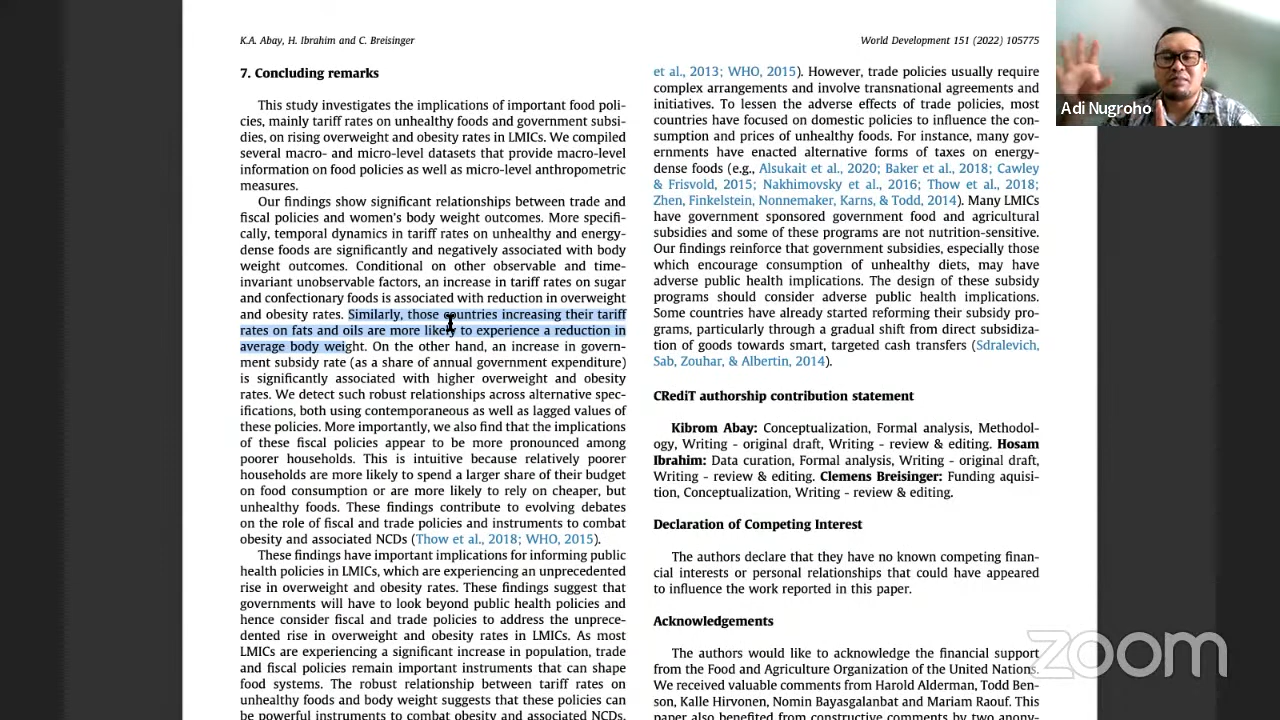 K.A. Abay, H. Ibrahim and C. Breisinger
World Development 151 (2022) 105775
7. Concluding remarks
This study investigates the implications of important food poli-
cies, mainly tariff rates on unhealthy foods and government subsi-
dies, on rising overweight and obesity rates in LMICs. We compiled
several macro- and micro-level datasets that provide macro-level
information on food policies as well as micro-level anthropometric
measures.
Our findings show significant relationships between trade and
fiscal policies and women's body weight outcomes. More specifi-
cally, temporal dynamics in tariff rates on unhealthy and energy-
dense foods are significantly and negatively associated with body
weight outcomes. Conditional on other observable and time-
invariant unobservable factors, an increase in tariff rates on sugar
and confectionary foods is associated with reduction in overweight
and obesity rates. Similarly, those countries increasing their tariff
rates on fats and oils are more likely to experience a reduction in
average body weight. On the other hand, an increase in govern-
ment subsidy rate (as a share of annual government expenditure)
is significantly associated with higher overweight and obesity
rates. We detect such robust relationships across alternative spec-
ifications, both using contemporaneous as well as lagged values of
these policies. More importantly, we also find that the implications
of these fiscal policies appear to be more pronounced among
poorer households. This is intuitive because relatively poorer
households are more likely to spend a larger share of their budget
on food consumption or are more likely to rely on cheaper, but
unhealthy foods. These findings contribute to evolving debates
on the role of fiscal and trade policies and instruments to combat
obesity and associated NCDs (Thow et al., 2018; WHO, 2015).
These findings have important implications for informing public
health policies in LMICs, which are experiencing an unprecedented
rise in overweight and obesity rates. These findings suggest that
governments will have to look beyond public health policies and
hence consider fiscal and trade policies to address the unprece-
dented rise in overweight and obesity rates in LMICs. As most
LMICs are experiencing a significant increase in population, trade
and fiscal policies remain important instruments that can shape
food systems. The robust relationship between tariff rates on
unhealthy foods and body weight suggests that these policies can
be powerful instruments to combat obesity and associated NCDs.
et al., 2013; WHO, 2015). However, trade policies usually require
complex arrangements and involve transnational agreements and
initiatives. To lessen the adverse effects of trade policies, most
countries have focused on domestic policies to influence the con-
sumption and prices of unhealthy foods. For instance, many gov-
ernments have enacted alternative forms of taxes on energy-
dense foods (e.g., Alsukait et al., 2020; Baker et al., 2018; Cawley
& Frisvold, 2015; Nakhimovsky et al., 2016; Thow et al., 2018;
Zhen, Finkelstein, Nonnemaker, Karns, & Todd, 2014). Many LMICs
have government sponsored government food and agricultural
subsidies and some of these programs are not nutrition-sensitive.
Our findings reinforce that government subsidies, especially those
which encourage consumption of unhealthy diets, may have
adverse public health implications. The design of these subsidy
programs should consider adverse public health implications.
Some countries have already started reforming their subsidy pro-
grams, particularly through a gradual shift from direct subsidiza-
tion of goods towards smart, targeted cash transfers (Sdralevich,
Sab, Zouhar, & Albertin, 2014).
CRediT authorship contribution statement
Kibrom Abay: Conceptualization, Formal analysis, Methodol-
ogy, Writing - original draft, Writing - review & editing. Hosam
Ibrahim: Data curation, Formal analysis, Writing - original draft,
Writing - review & editing. Clemens Breisinger: Funding aquisi-
tion, Conceptualization, Writing - review & editing.
Declaration of Competing Interest
The authors declare that they have no known competing finan-
cial interests or personal relationships that could have appeared
to influence the work reported in this paper.
Acknowledgements
The authors would like to acknowledge the financial support
from the Food and Agriculture Organization of the United Nations.
We received valuable comments from Harold Alderman, Todd Ben-
son, Kalle Hirvonen, Nomin Bayasgalanbat and Mariam Raouf. This
paper also benefited from constructive comments by two anony-
Adi Nugroho
zoom